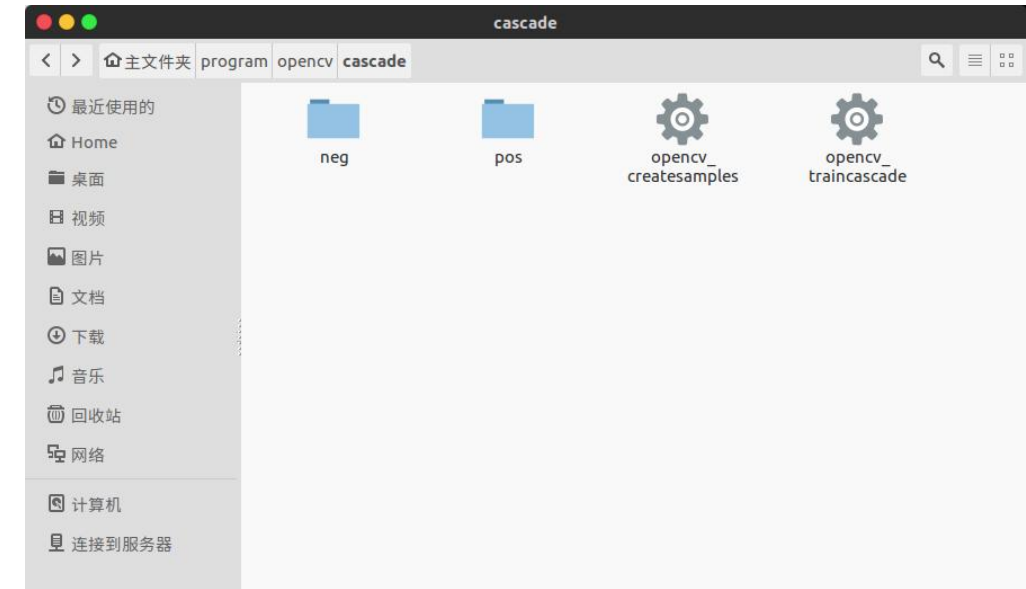 cascade
主文件夹 program opencv cascade
最近使用的
Home
桌面
视频
图片
文档
下载
音乐
回收站
网络
计算机
连接到服务器
neg
pos
opencv_
createsamples
opencv_
traincascade